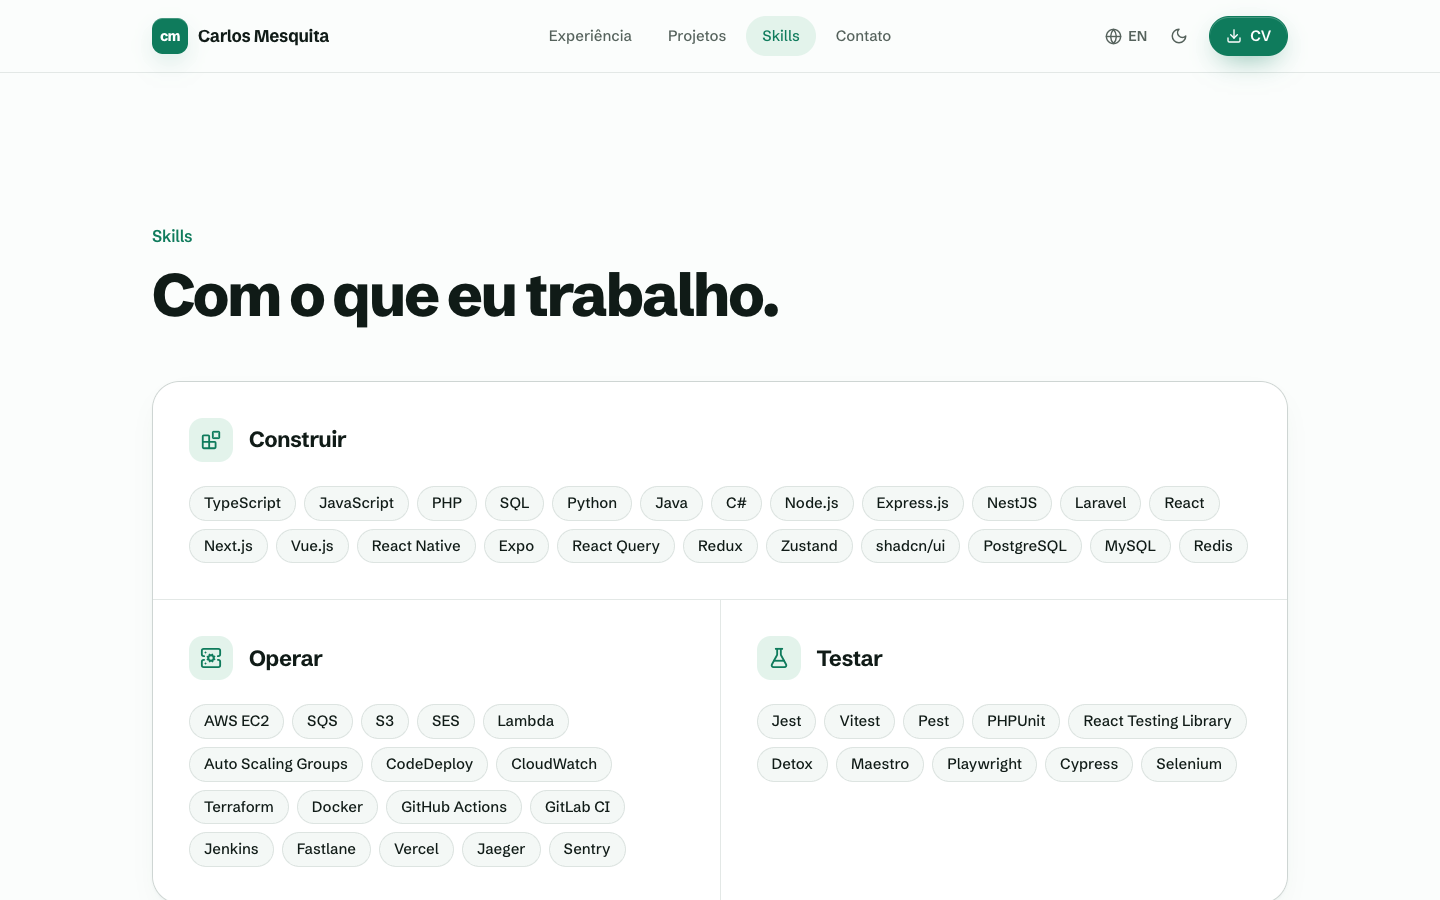 cm Carlos Mesquita Experiência Projetos Skills Contato EN CV
Skills
Com o que eu trabalho.
Construir
TypeScript JavaScript PHP SQL Python Java C# Node.js Express.js NestJS Laravel React
Next.js Vue.js React Native Expo React Query Redux Zustand shadcn/ui PostgreSQL MySQL Redis
Operar
AWS EC2 SQS S3 SES Lambda
Auto Scaling Groups CodeDeploy CloudWatch
Terraform Docker GitHub Actions GitLab CI
Jenkins Fastlane Vercel Jaeger Sentry
Testar
Jest Vitest Pest PHPUnit React Testing Library
Detox Maestro Playwright Cypress Selenium